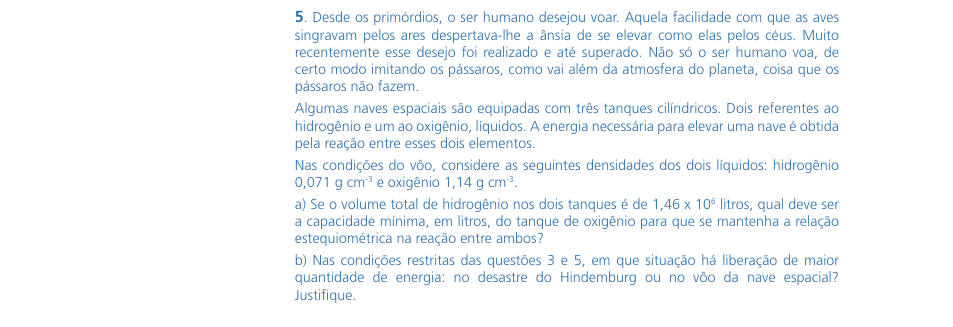 5. Desde os primórdios, o ser humano desejou voar. Aquela facilidade com que as aves
singravam pelos ares despertava-lhe a ânsia de se elevar como elas pelos céus. Muito
recentemente esse desejo foi realizado e até superado. Não só o ser humano voa, de
certo modo imitando os pássaros, como vai além da atmosfera do planeta, coisa que os
pássaros não fazem.
Algumas naves espaciais são equipadas com três tanques cilíndricos. Dois referentes ao
hidrogênio e um ao oxigênio, líquidos. A energia necessária para elevar uma nave é obtida
pela reação entre esses dois elementos.
Nas condições do vôo, considere as seguintes densidades dos dois líquidos: hidrogênio
0,071 g cm⁻³ e oxigênio 1,14 g cm⁻³.
a) Se o volume total de hidrogênio nos dois tanques é de 1,46 x 10⁶ litros, qual deve ser
a capacidade mínima, em litros, do tanque de oxigênio para que se mantenha a relação
estequiométrica na reação entre ambos?
b) Nas condições restritas das questões 3 e 5, em que situação há liberação de maior
quantidade de energia: no desastre do Hindemburg ou no vôo da nave espacial?
Justifique.